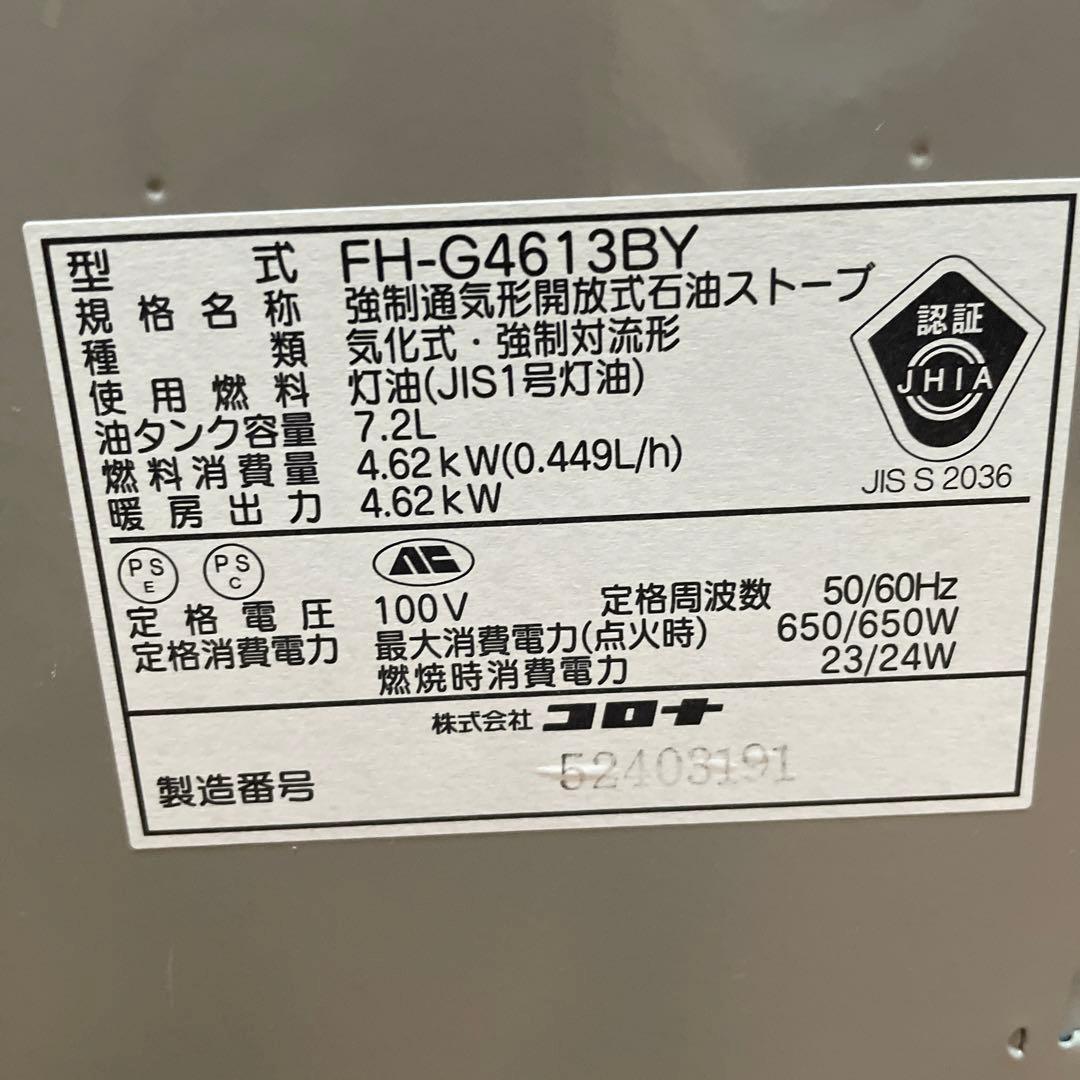 型式 FH-G4613BY
規格名称 強制通気形開放式石油ストーブ
種類 気化式・強制対流形
使用燃料 灯油(JIS1号灯油)
油タンク容量 7.2L
燃料消費量 4.62kW(0.449L/h)
暖房出力 4.62kW
認証
JHIA
JIS S 2036
PS E PS C
定格電圧 100V 定格周波数 50/60Hz
定格消費電力 最大消費電力(点火時) 650/650W
燃焼時消費電力 23/24W
株式会社 コロナ
製造番号 52403191